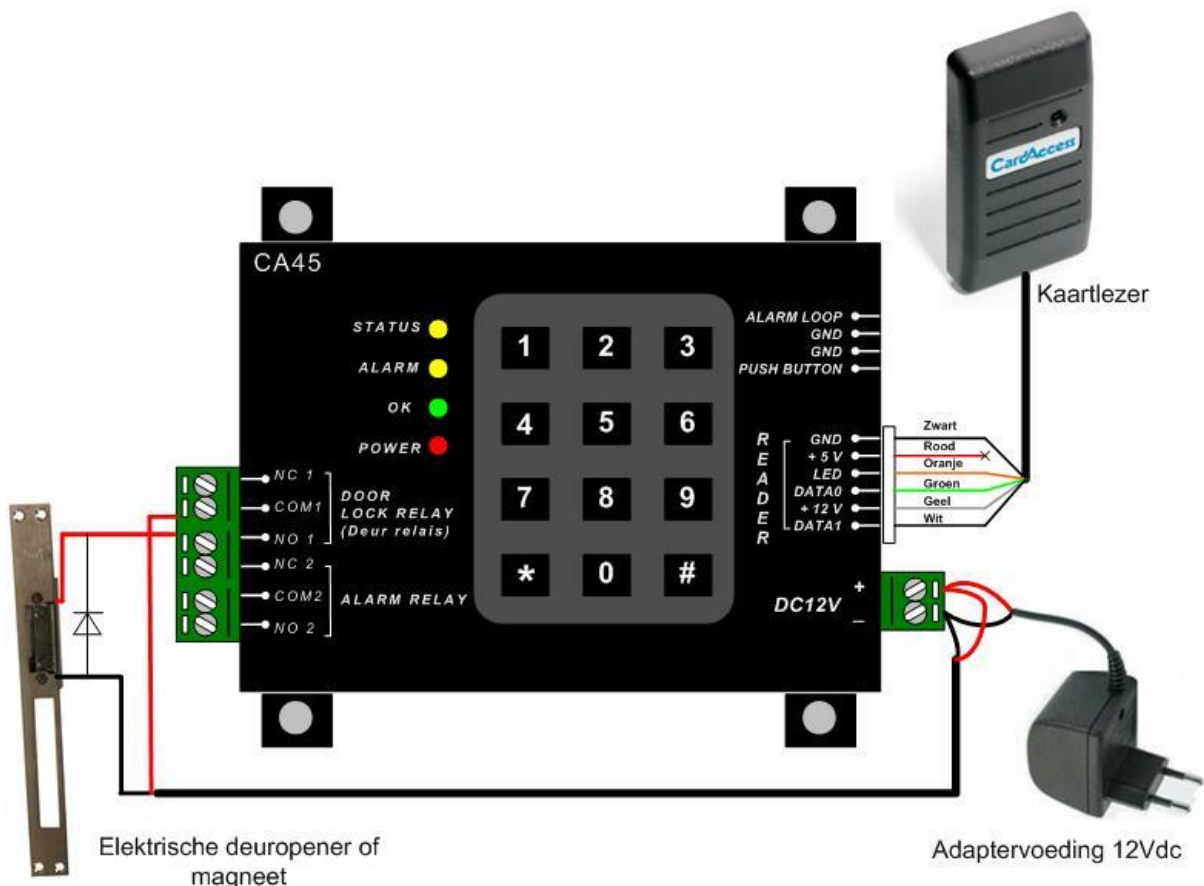 CardAccess
Kaartlezer
CA45
STATUS
ALARM
OK
POWER
1 2 3
4 5 6
7 8 9
* 0 #
ALARM LOOP
GND
GND
PUSH BUTTON
READER
GND
+ 5 V
LED
DATA0
+ 12 V
DATA1
Zwart
Rood
Oranje
Groen
Geel
Wit
NC 1
COM1
NO 1
DOOR
LOCK RELAY
(Deur relais)
NC 2
COM2
NO 2
ALARM RELAY
DC12V
+
–
Elektrische deuropener of
magneet
Adaptervoeding 12Vdc